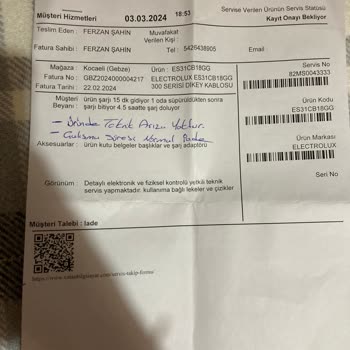 Müşteri Hizmetleri
03.03.2024 18:53
Servise Verilen Ürünün Servis Statüsü
Kayıt Onayı Bekliyor
Teslim Eden : FERZAN ŞAHİN
Muvafakat Verilen Kişi :
Fatura Sahibi : FERZAN ŞAHİN
Tel : 5426438905
Email :
Mağaza : Kocaeli (Gebze)
Ürün : ES31CB18GG
Fatura No : GBZ2024000004217
ELECTROLUX ES31CB18GG
Fatura Tarihi : 22.02.2024
300 SERISI DİKEY KABLOSU
Servis No
82MS0043333
Müşteri Beyanı : ürün şarjı 15 dk gidiyor 1 oda süpürüldükten sonra
şarjı bitiyor 4.5 saatte şarj doluyor
- Üründe Teknik Arıza Yoktur.
- Çalışma Süresi Normal
Ürün Kodu
ES31CB18GG
Ürün Markası
ELECTROLUX
Aksesuarlar : ürün kutu belgeler başlıklar ve şarj adaptörü
Seri No
Görünüm : Detaylı elektronik ve fiziksel kontrolü yetkili teknik
servis yapmaktadır. kullanıma bağlı lekeler ve çizikler
Müşteri Talebi : İade